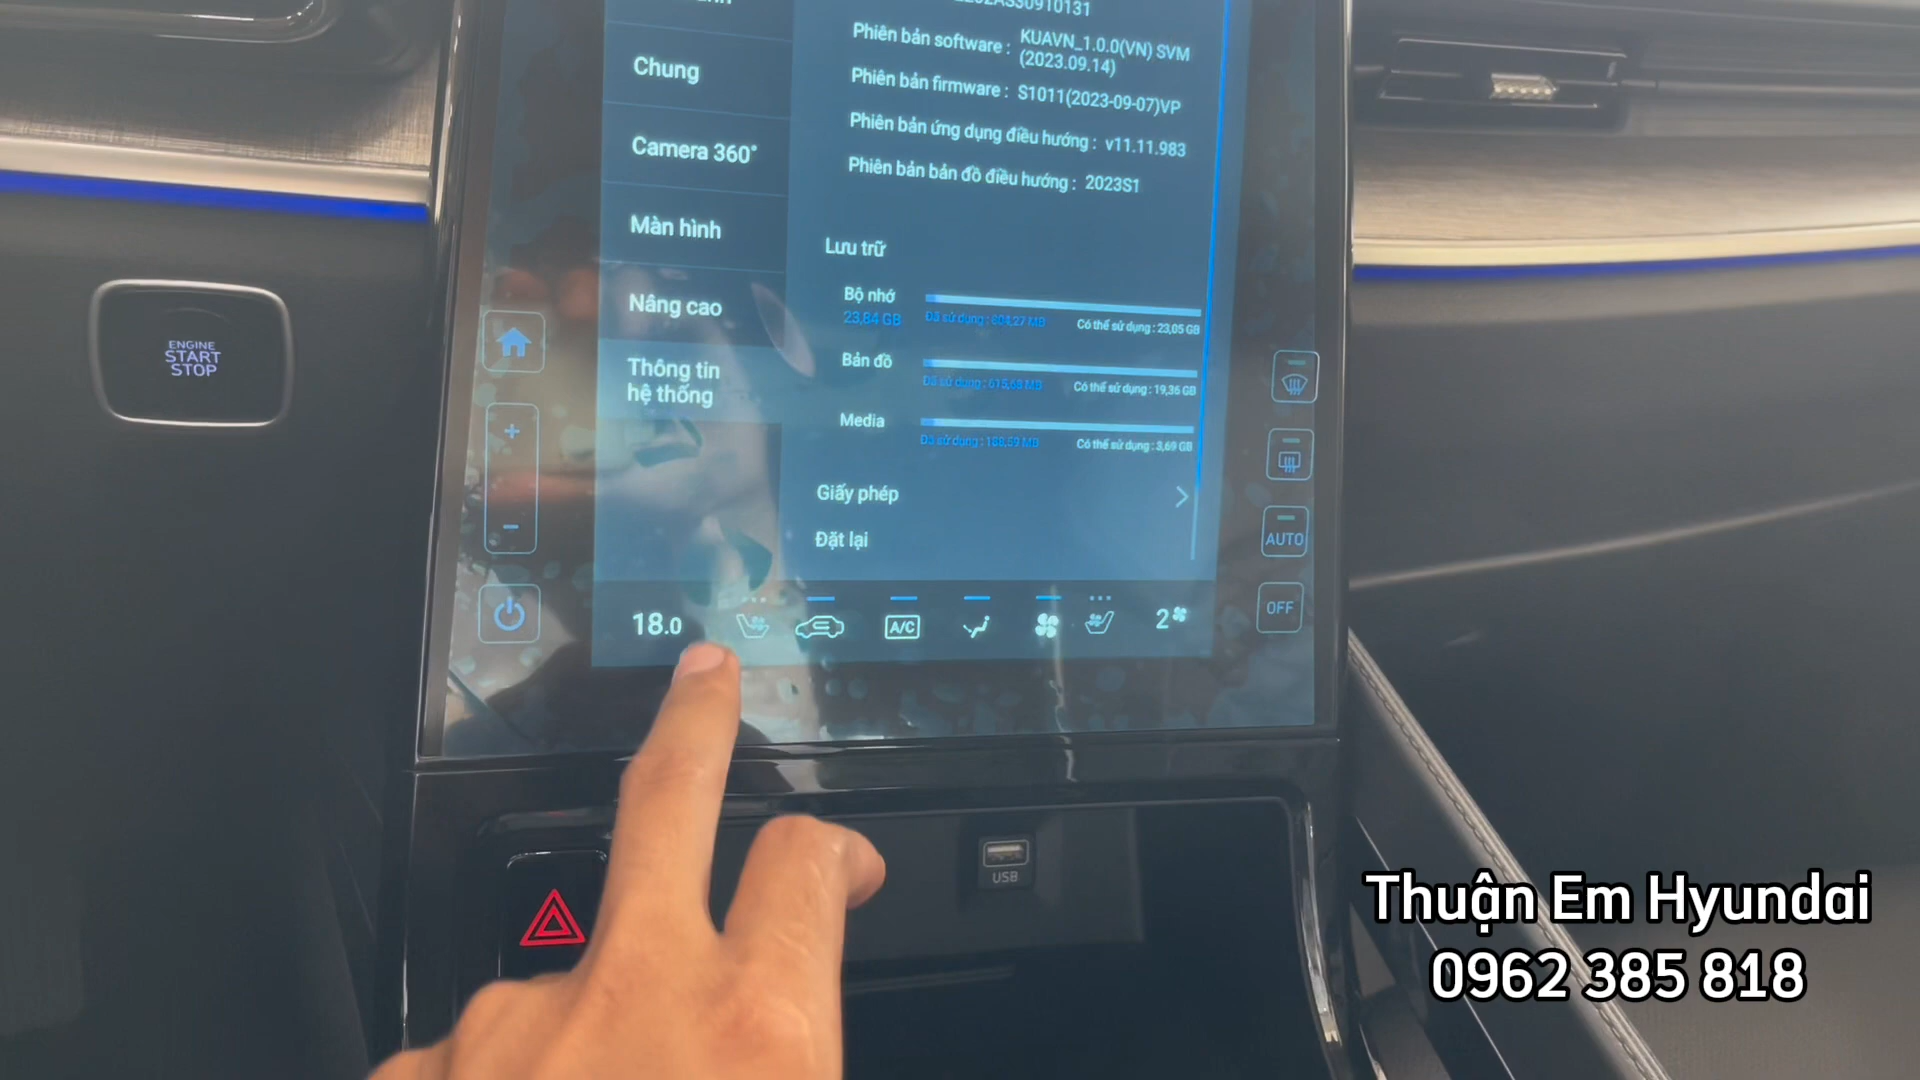 Chung
Camera 360°
Màn hình
Nâng cao
Thông tin
hệ thống
Phiên bản software : KUAVN_1.0.0(VN) SVM
(2023.09.14)
Phiên bản firmware : S1011(2023-09-07)VP
Phiên bản ứng dụng điều hướng : v11.11.983
Phiên bản bản đồ điều hướng : 2023S1
Lưu trữ
Bộ nhớ
23,84 GB
Đã sử dụng : 804,27 MB
Có thể sử dụng : 23,05 GB
Bản đồ
Đã sử dụng : 615,68 MB
Có thể sử dụng : 19,36 GB
Media
Đã sử dụng : 188,59 MB
Có thể sử dụng : 3,69 GB
Giấy phép
Đặt lại
ENGINE
START
STOP
AUTO
OFF
18.0
A/C
2
USB
Thuận Em Hyundai
0962 385 818